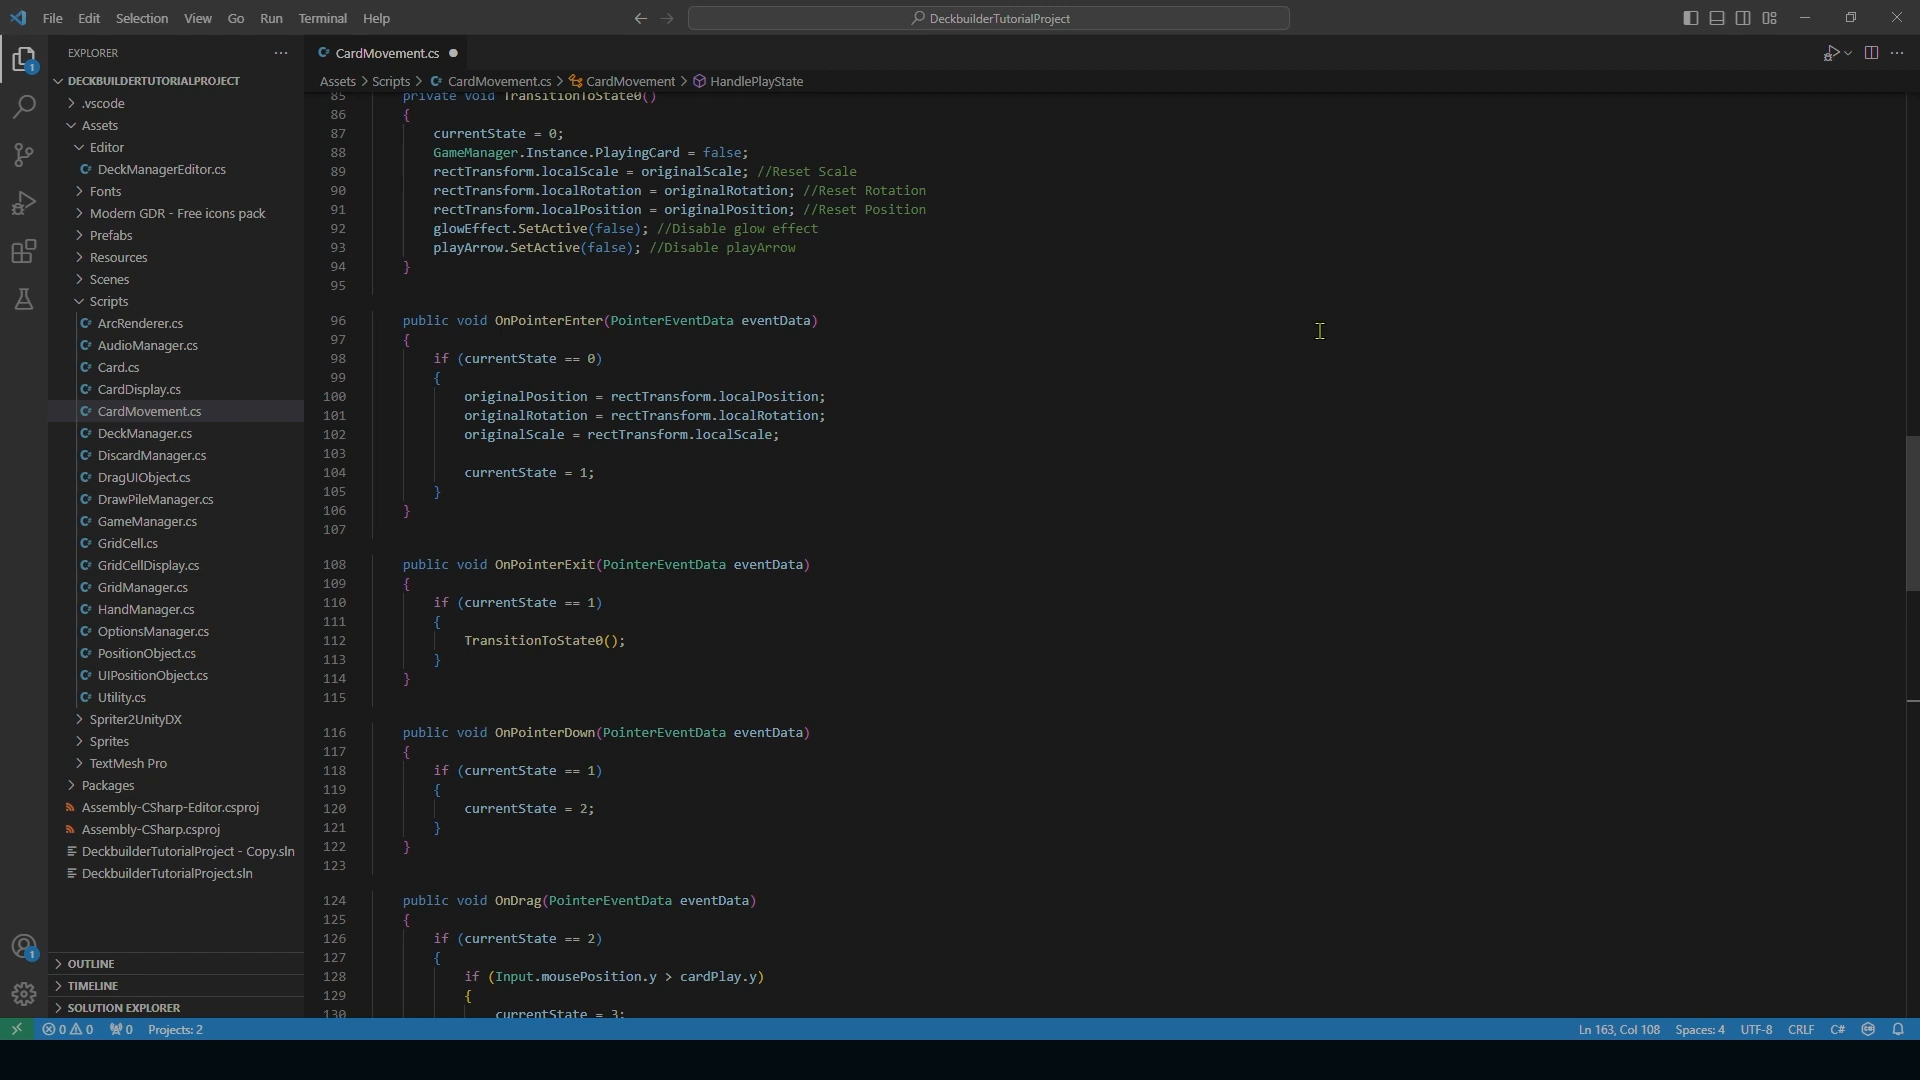 File Edit Selection View Go Run Terminal Help
DeckbuilderTutorialProject
EXPLORER
DECKBUILDERTUTORIALPROJECT
.vscode
Assets
Editor
DeckManagerEditor.cs
Fonts
Modern GDR - Free icons pack
Prefabs
Resources
Scenes
Scripts
ArcRenderer.cs
AudioManager.cs
Card.cs
CardDisplay.cs
CardMovement.cs
DeckManager.cs
DiscardManager.cs
DragUIObject.cs
DrawPileManager.cs
GameManager.cs
GridCell.cs
GridCellDisplay.cs
GridManager.cs
HandManager.cs
OptionsManager.cs
PositionObject.cs
UIPositionObject.cs
Utility.cs
Spriter2UnityDX
Sprites
TextMesh Pro
Packages
Assembly-CSharp-Editor.csproj
Assembly-CSharp.csproj
DeckbuilderTutorialProject - Copy.sln
DeckbuilderTutorialProject.sln
OUTLINE
TIMELINE
SOLUTION EXPLORER
CardMovement.cs
Assets > Scripts > CardMovement.cs > CardMovement > HandlePlayState
85 private void TransitionToState0()
86 {
87 currentState = 0;
88 GameManager.Instance.PlayingCard = false;
89 rectTransform.localScale = originalScale; //Reset Scale
90 rectTransform.localRotation = originalRotation; //Reset Rotation
91 rectTransform.localPosition = originalPosition; //Reset Position
92 glowEffect.SetActive(false); //Disable glow effect
93 playArrow.SetActive(false); //Disable playArrow
94 }
95
96 public void OnPointerEnter(PointerEventData eventData)
97 {
98 if (currentState == 0)
99 {
100 originalPosition = rectTransform.localPosition;
101 originalRotation = rectTransform.localRotation;
102 originalScale = rectTransform.localScale;
103
104 currentState = 1;
105 }
106 }
107
108 public void OnPointerExit(PointerEventData eventData)
109 {
110 if (currentState == 1)
111 {
112 TransitionToState0();
113 }
114 }
115
116 public void OnPointerDown(PointerEventData eventData)
117 {
118 if (currentState == 1)
119 {
120 currentState = 2;
121 }
122 }
123
124 public void OnDrag(PointerEventData eventData)
125 {
126 if (currentState == 2)
127 {
128 if (Input.mousePosition.y > cardPlay.y)
129 {
130 currentState = 3;
1
1
0 0 0 Projects: 2
Ln 163, Col 108 Spaces: 4 UTF-8 CRLF C#